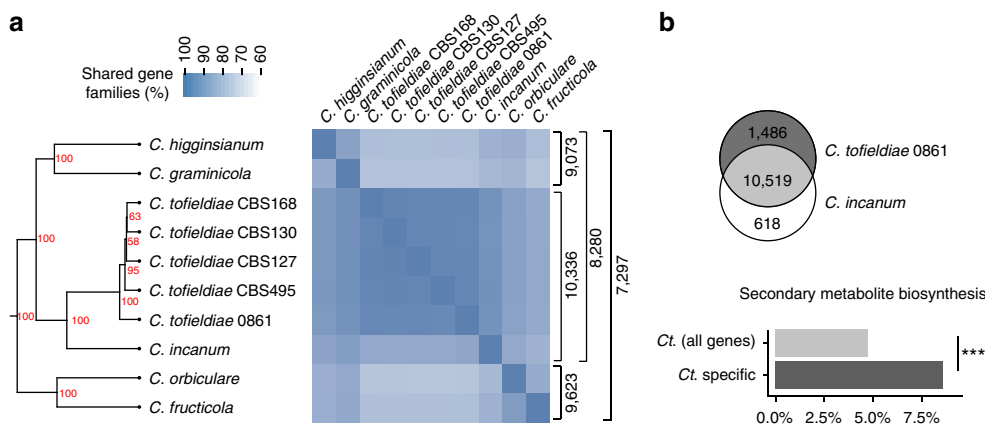 a
Shared gene
families (%)
100
90
80
70
60
C. higginsianum
C. graminicola
C. tofieldiae CBS168
C. tofieldiae CBS130
C. tofieldiae CBS127
C. tofieldiae CBS495
C. tofieldiae 0861
C. incanum
C. orbiculare
C. fructicola
C. higginsianum
C. graminicola
C. tofieldiae CBS168
C. tofieldiae CBS130
C. tofieldiae CBS127
C. tofieldiae CBS495
C. tofieldiae 0861
C. incanum
C. orbiculare
C. fructicola
100
63
58
100
95
100
100
100
9,073
10,336
9,623
8,280
7,297
b
1,486
C. tofieldiae 0861
10,519
C. incanum
618
Secondary metabolite biosynthesis
Ct. (all genes)
Ct. specific
***
0.0% 2.5% 5.0% 7.5%